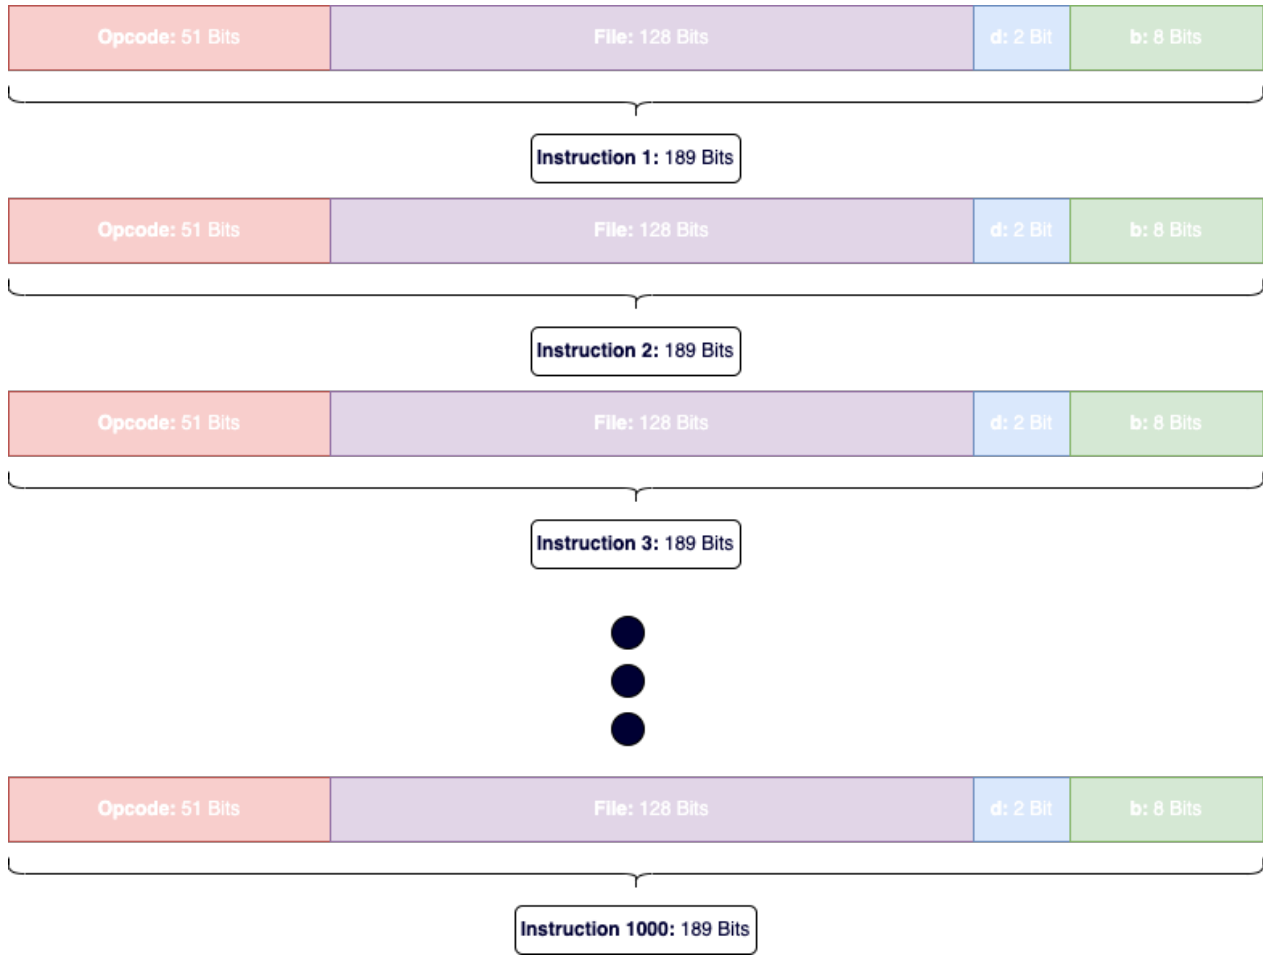 Opcode: 51 Bits File: 128 Bits d: 2 Bit b: 8 Bits
Instruction 1: 189 Bits
Opcode: 51 Bits File: 128 Bits d: 2 Bit b: 8 Bits
Instruction 2: 189 Bits
Opcode: 51 Bits File: 128 Bits d: 2 Bit b: 8 Bits
Instruction 3: 189 Bits
Opcode: 51 Bits File: 128 Bits d: 2 Bit b: 8 Bits
Instruction 1000: 189 Bits